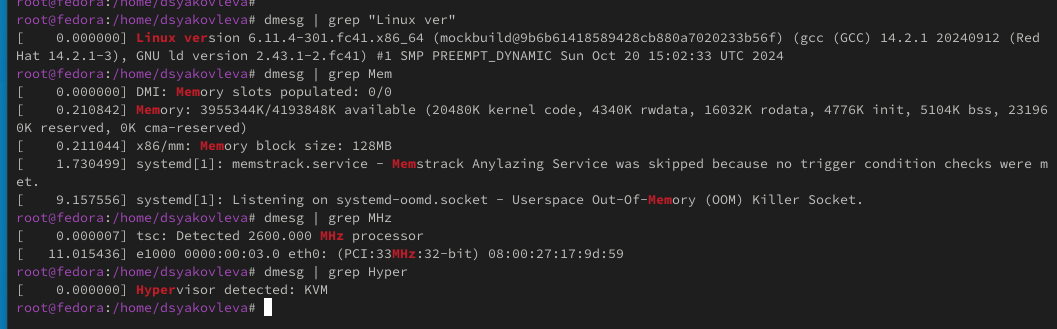 root@fedora:/home/dsyakovleva#
root@fedora:/home/dsyakovleva# dmesg | grep "Linux ver"
[    0.000000] Linux version 6.11.4-301.fc41.x86_64 (mockbuild@9b6b61418589428cb880a7020233b56f) (gcc (GCC) 14.2.1 20240912 (Red
Hat 14.2.1-3), GNU ld version 2.43.1-2.fc41) #1 SMP PREEMPT_DYNAMIC Sun Oct 20 15:02:33 UTC 2024
root@fedora:/home/dsyakovleva# dmesg | grep Mem
[    0.000000] DMI: Memory slots populated: 0/0
[    0.210842] Memory: 3955344K/4193848K available (20480K kernel code, 4340K rwdata, 16032K rodata, 4776K init, 5104K bss, 23196
0K reserved, 0K cma-reserved)
[    0.211044] x86/mm: Memory block size: 128MB
[    1.730499] systemd[1]: memstrack.service - Memstrack Anylazing Service was skipped because no trigger condition checks were m
et.
[    9.157556] systemd[1]: Listening on systemd-oomd.socket - Userspace Out-Of-Memory (OOM) Killer Socket.
root@fedora:/home/dsyakovleva# dmesg | grep MHz
[    0.000007] tsc: Detected 2600.000 MHz processor
[   11.015436] e1000 0000:00:03.0 eth0: (PCI:33MHz:32-bit) 08:00:27:17:9d:59
root@fedora:/home/dsyakovleva# dmesg | grep Hyper
[    0.000000] Hypervisor detected: KVM
root@fedora:/home/dsyakovleva#